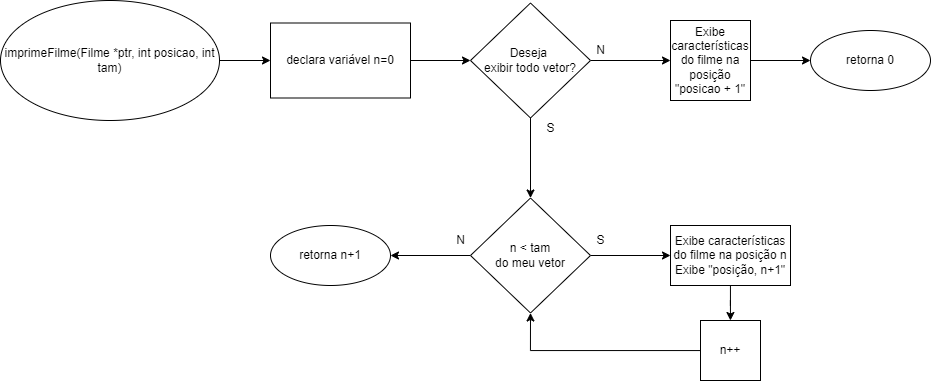 imprimeFilme(Filme *ptr, int posicao, int
tam)
declara variável n=0
Deseja
exibir todo vetor?
N
Exibe
características
do filme na
posição
"posicao + 1"
retorna 0
S
n < tam
do meu vetor
N
retorna n+1
S
Exibe características
do filme na posição n
Exibe "posição, n+1"
n++